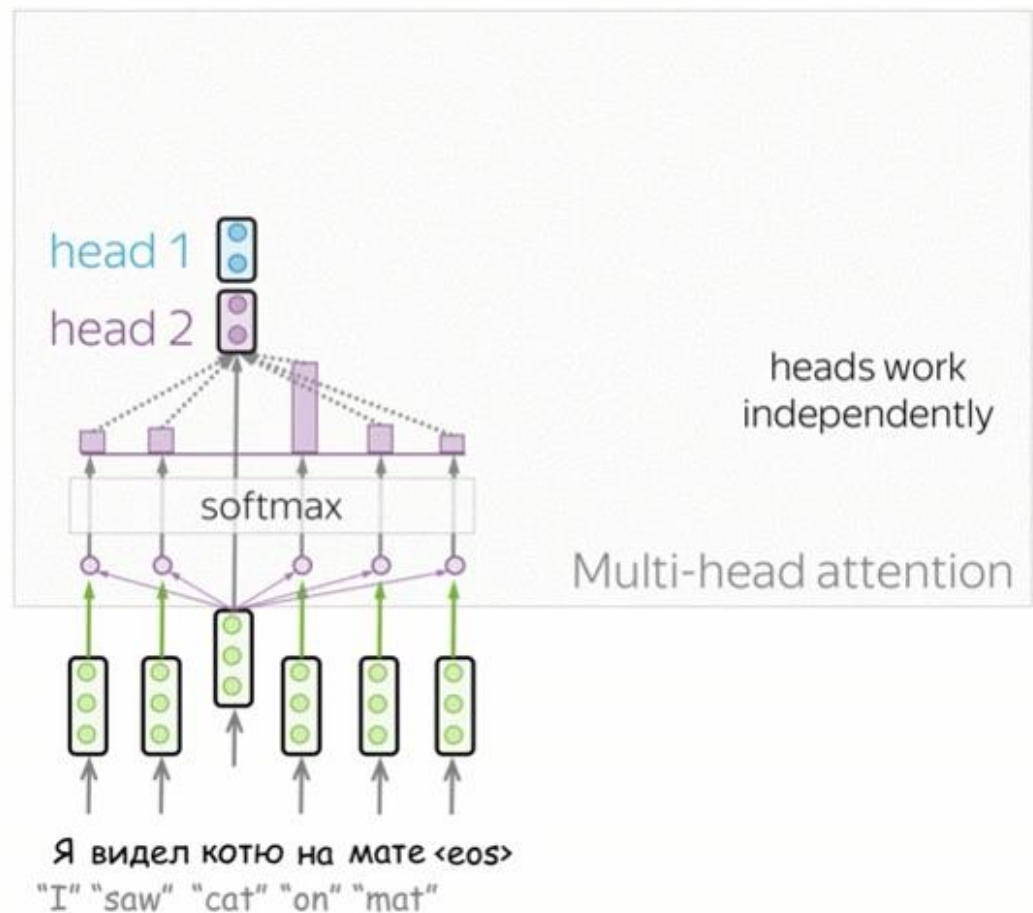 head 1
head 2
heads work
independently
softmax
Multi-head attention
Я видел котю на мате <eos>
“I” “saw” “cat” “on” “mat”